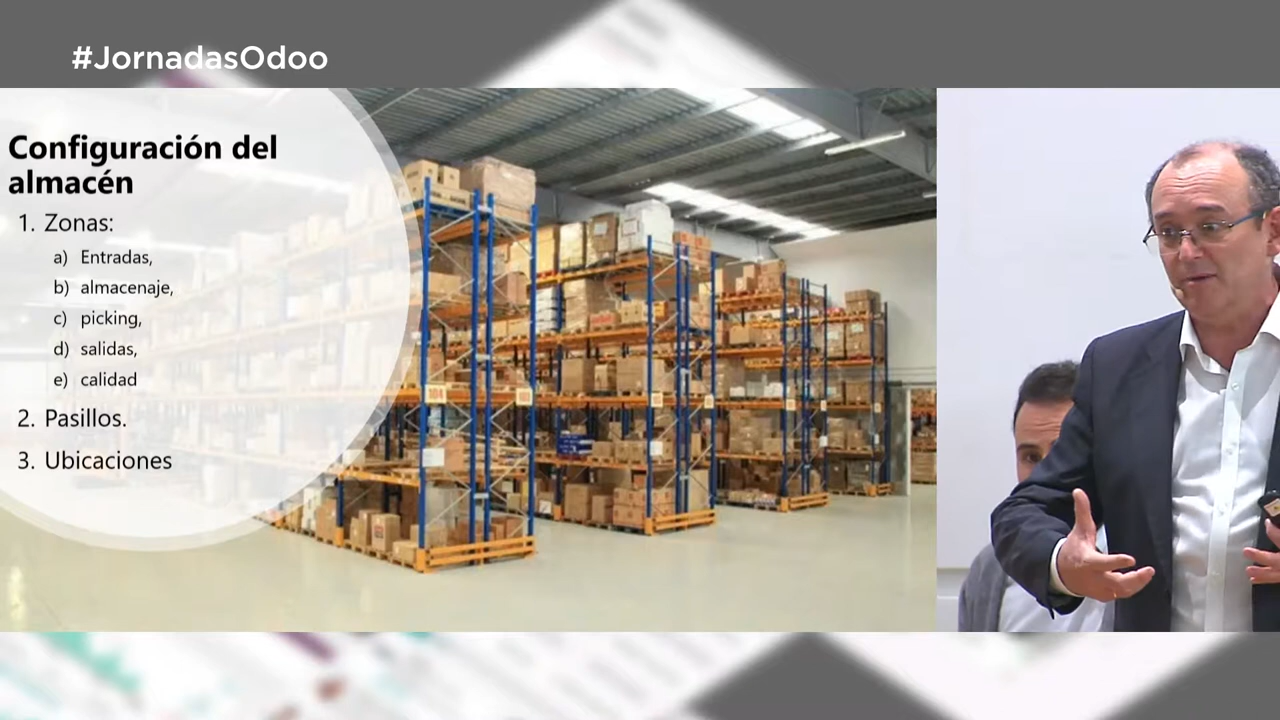 #JornadasOdoo
Configuración del
almacén
1. Zonas:
a) Entradas,
b) almacenaje,
c) picking,
d) salidas,
e) calidad
2. Pasillos.
3. Ubicaciones